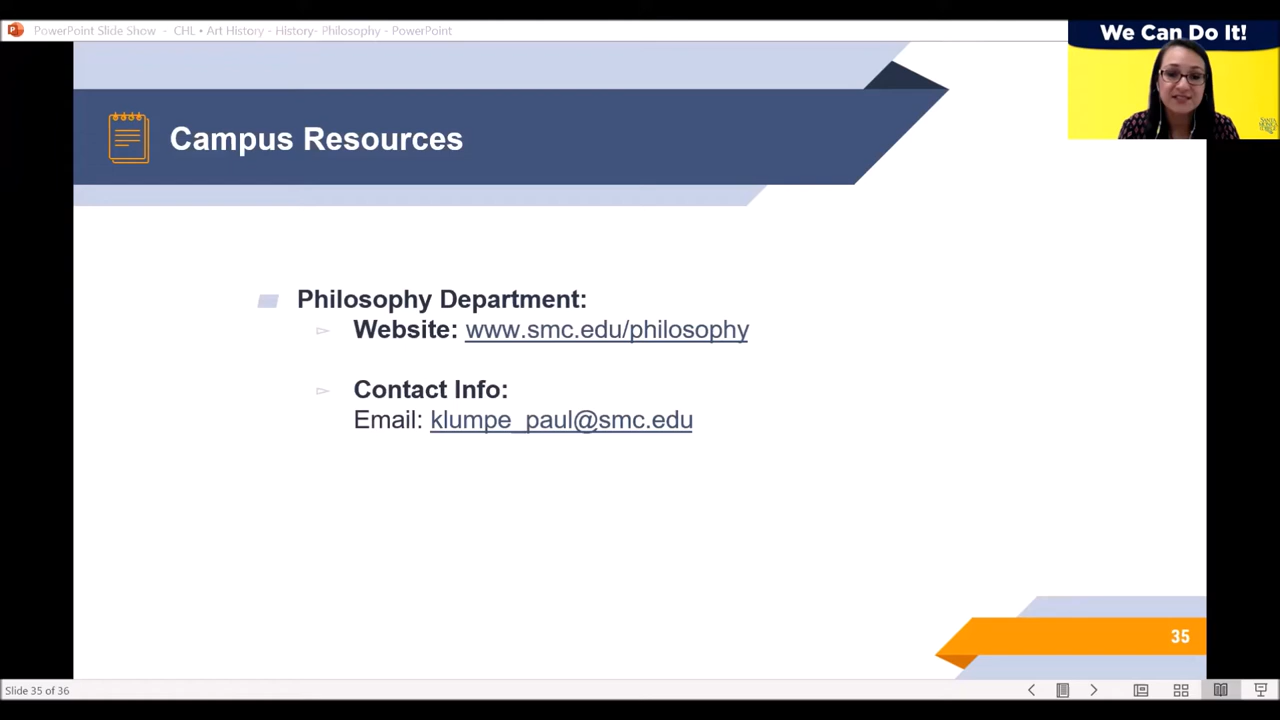 PowerPoint Slide Show - CHL • Art History - History- Philosophy - PowerPoint
We Can Do It!
Campus Resources
Philosophy Department:
Website: www.smc.edu/philosophy
Contact Info:
Email: klumpe_paul@smc.edu
35
Slide 35 of 36